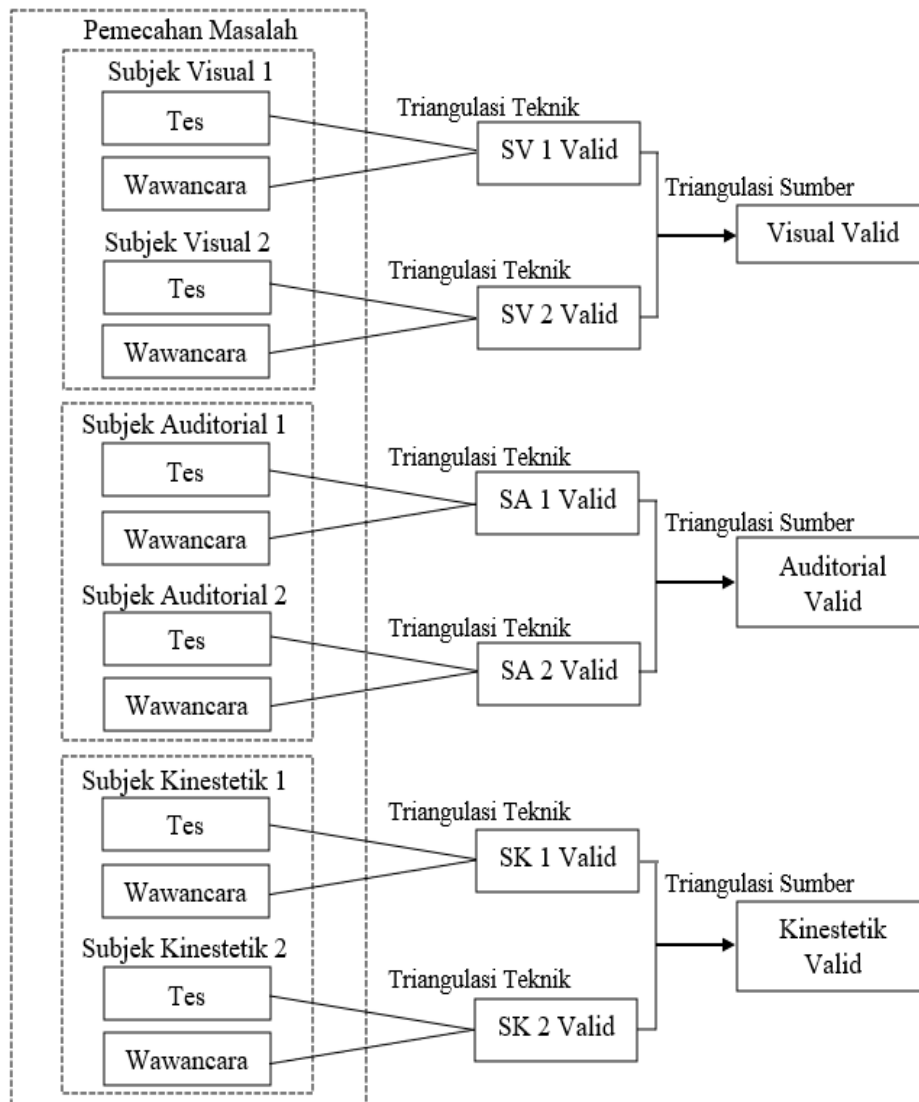 Pemecahan Masalah
Subjek Visual 1
Tes
Wawancara
Triangulasi Teknik
SV 1 Valid
Subjek Visual 2
Tes
Wawancara
Triangulasi Teknik
SV 2 Valid
Triangulasi Sumber
Visual Valid
Subjek Auditorial 1
Tes
Wawancara
Triangulasi Teknik
SA 1 Valid
Subjek Auditorial 2
Tes
Wawancara
Triangulasi Teknik
SA 2 Valid
Triangulasi Sumber
Auditorial
Valid
Subjek Kinestetik 1
Tes
Wawancara
Triangulasi Teknik
SK 1 Valid
Subjek Kinestetik 2
Tes
Wawancara
Triangulasi Teknik
SK 2 Valid
Triangulasi Sumber
Kinestetik
Valid